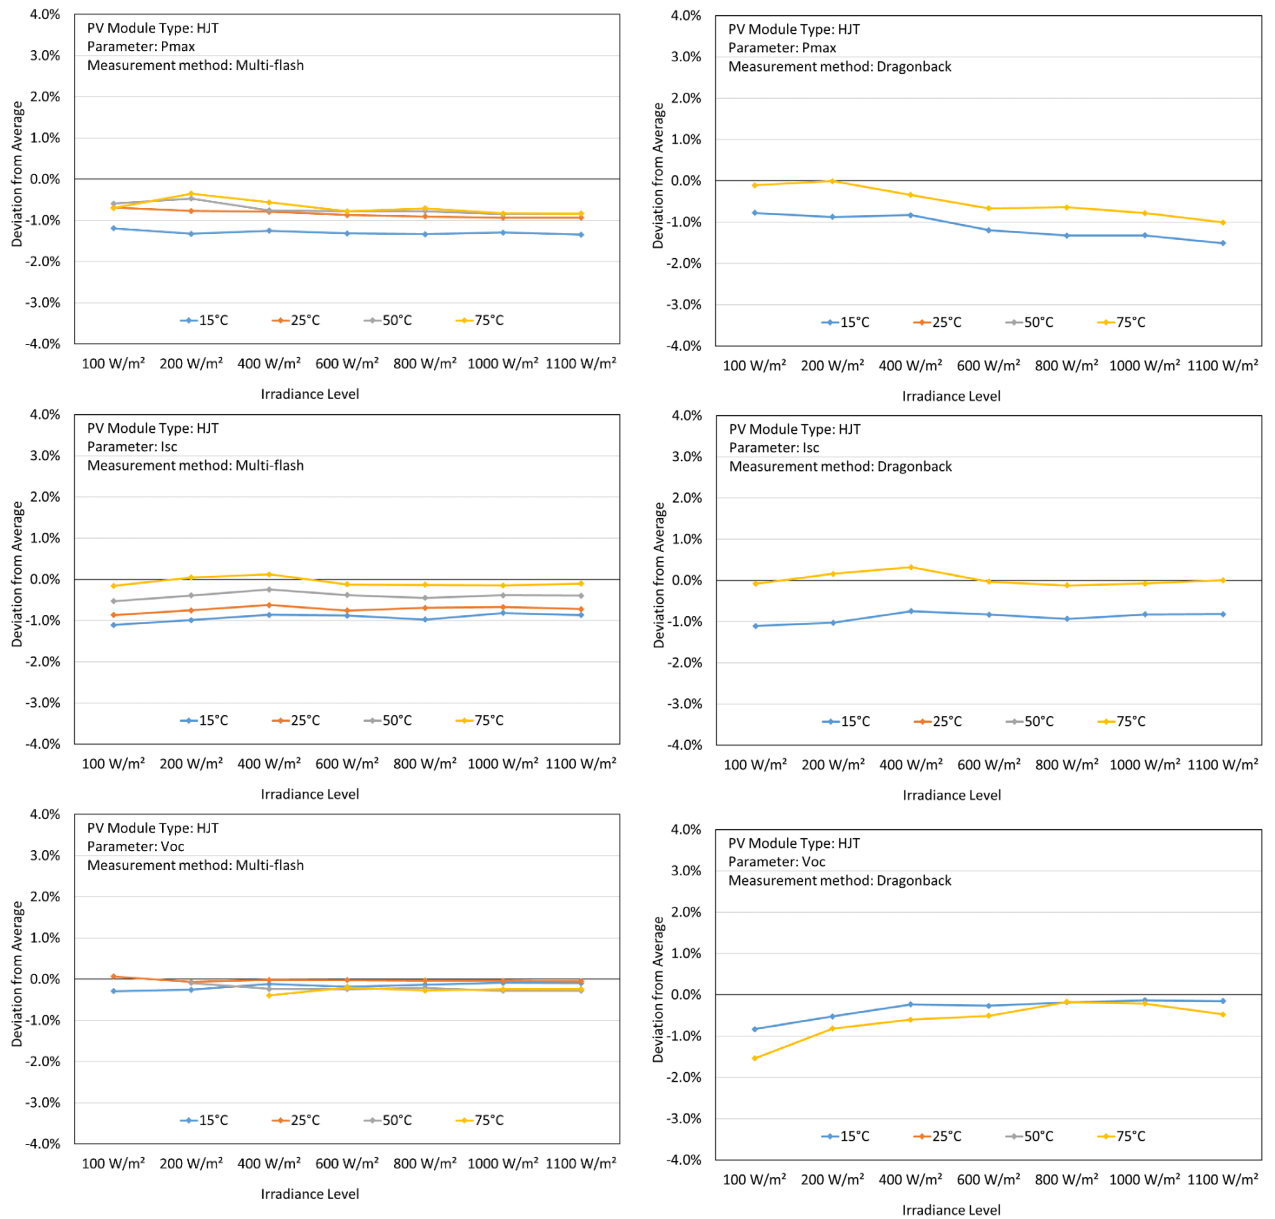 4.0%
3.0%
2.0%
1.0%
0.0%
-1.0%
-2.0%
-3.0%
-4.0%
Deviation from Average
PV Module Type: HJT
Parameter: Pmax
Measurement method: Multi-flash
15°C 25°C 50°C 75°C
100 W/m² 200 W/m² 400 W/m² 600 W/m² 800 W/m² 1000 W/m² 1100 W/m²
Irradiance Level
4.0%
3.0%
2.0%
1.0%
0.0%
-1.0%
-2.0%
-3.0%
-4.0%
Deviation from Average
PV Module Type: HJT
Parameter: Pmax
Measurement method: Dragonback
15°C 25°C 50°C 75°C
100 W/m² 200 W/m² 400 W/m² 600 W/m² 800 W/m² 1000 W/m² 1100 W/m²
Irradiance Level
4.0%
3.0%
2.0%
1.0%
0.0%
-1.0%
-2.0%
-3.0%
-4.0%
Deviation from Average
PV Module Type: HJT
Parameter: Isc
Measurement method: Multi-flash
15°C 25°C 50°C 75°C
100 W/m² 200 W/m² 400 W/m² 600 W/m² 800 W/m² 1000 W/m² 1100 W/m²
Irradiance Level
4.0%
3.0%
2.0%
1.0%
0.0%
-1.0%
-2.0%
-3.0%
-4.0%
Deviation from Average
PV Module Type: HJT
Parameter: Isc
Measurement method: Dragonback
15°C 25°C 50°C 75°C
100 W/m² 200 W/m² 400 W/m² 600 W/m² 800 W/m² 1000 W/m² 1100 W/m²
Irradiance Level
4.0%
3.0%
2.0%
1.0%
0.0%
-1.0%
-2.0%
-3.0%
-4.0%
Deviation from Average
PV Module Type: HJT
Parameter: Voc
Measurement method: Multi-flash
15°C 25°C 50°C 75°C
100 W/m² 200 W/m² 400 W/m² 600 W/m² 800 W/m² 1000 W/m² 1100 W/m²
Irradiance Level
4.0%
3.0%
2.0%
1.0%
0.0%
-1.0%
-2.0%
-3.0%
-4.0%
Deviation from Average
PV Module Type: HJT
Parameter: Voc
Measurement method: Dragonback
15°C 25°C 50°C 75°C
100 W/m² 200 W/m² 400 W/m² 600 W/m² 800 W/m² 1000 W/m² 1100 W/m²
Irradiance Level